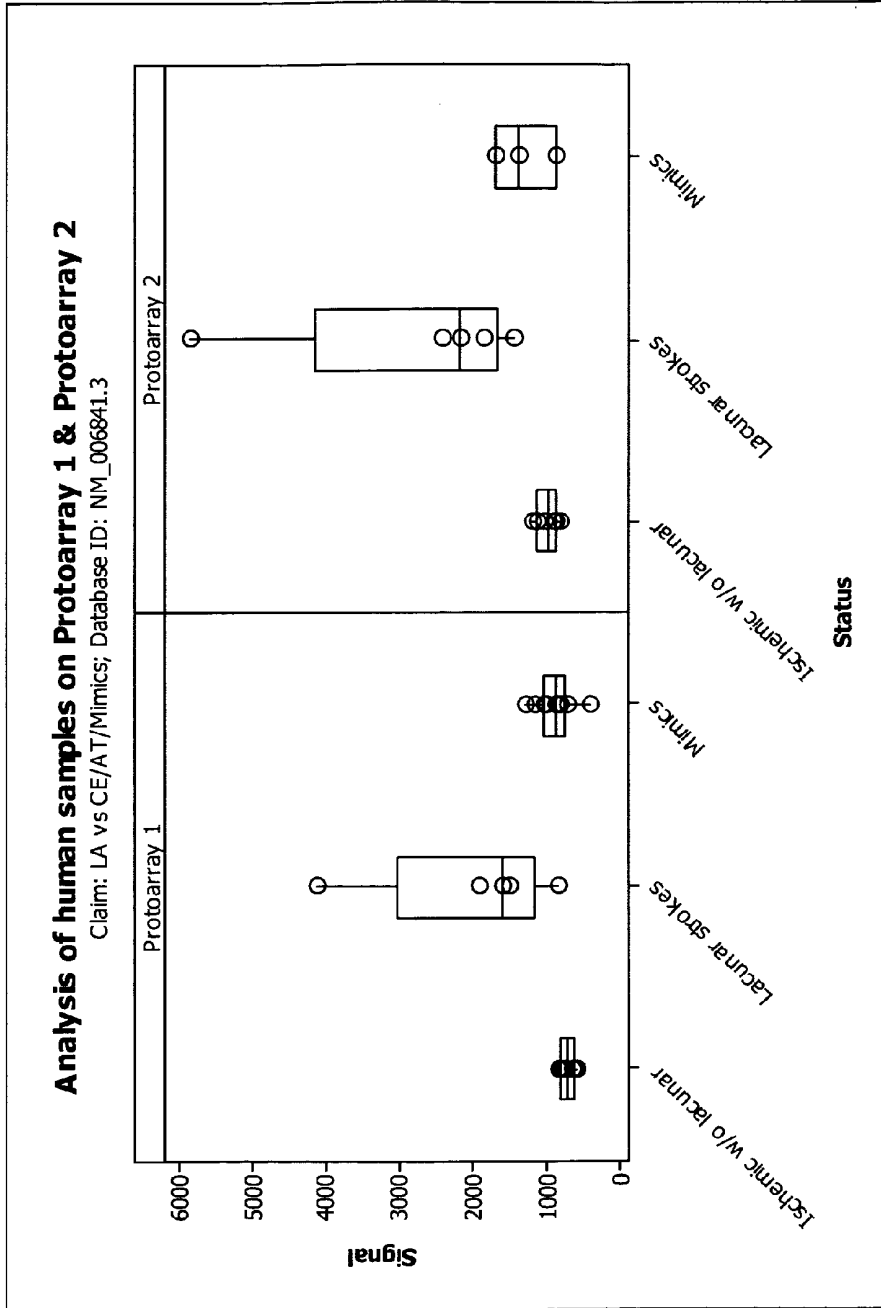 Analysis of human samples on Protoarray 1 & Protoarray 2
Claim: LA vs CE/AT/Mimics; Database ID: NM_006841.3
Protoarray 1
Protoarray 2
6000
5000
4000
3000
2000
1000
0
Signal
Ischemic w/o lacunar
Lacunar strokes
Mimics
Ischemic w/o lacunar
Lacunar strokes
Mimics
Status